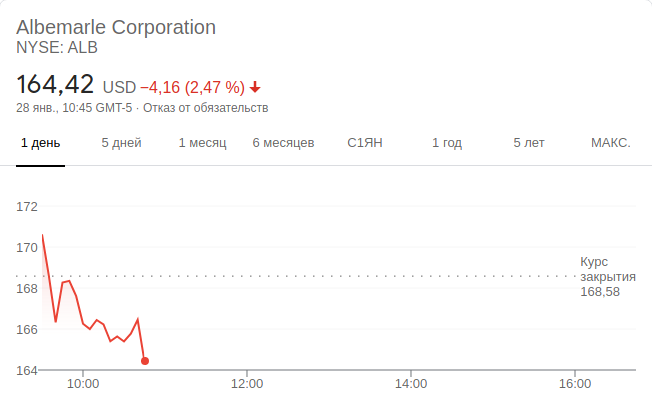 Albemarle Corporation
NYSE: ALB
164,42 USD −4,16 (2,47 %)
28 янв., 10:45 GMT-5 · Отказ от обязательств
1 день 5 дней 1 месяц 6 месяцев С1ЯН 1 год 5 лет МАКС.
172
170
Курс
закрытия
168,58
168
166
164
10:00 12:00 14:00 16:00